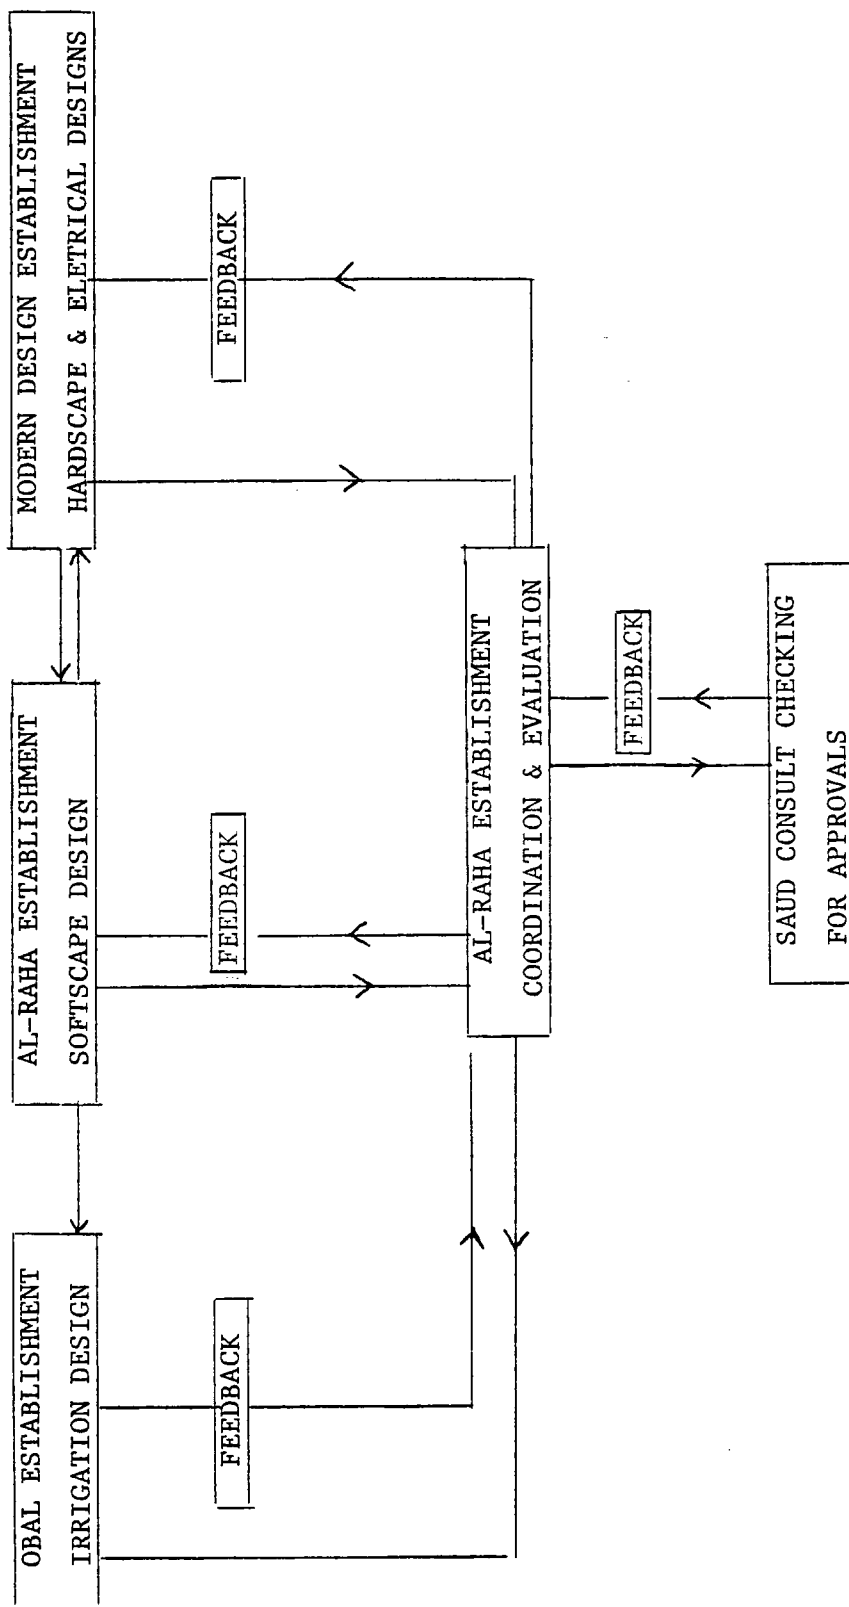 OBAL ESTABLISHMENT
IRRIGATION DESIGN
AL-RAHA ESTABLISHMENT
SOFTSCAPE DESIGN
MODERN DESIGN ESTABLISHMENT
HARDSCAPE & ELETRICAL DESIGNS
FEEDBACK
FEEDBACK
FEEDBACK
AL-RAHA ESTABLISHMENT
COORDINATION & EVALUATION
FEEDBACK
SAUD CONSULT CHECKING
FOR APPROVALS